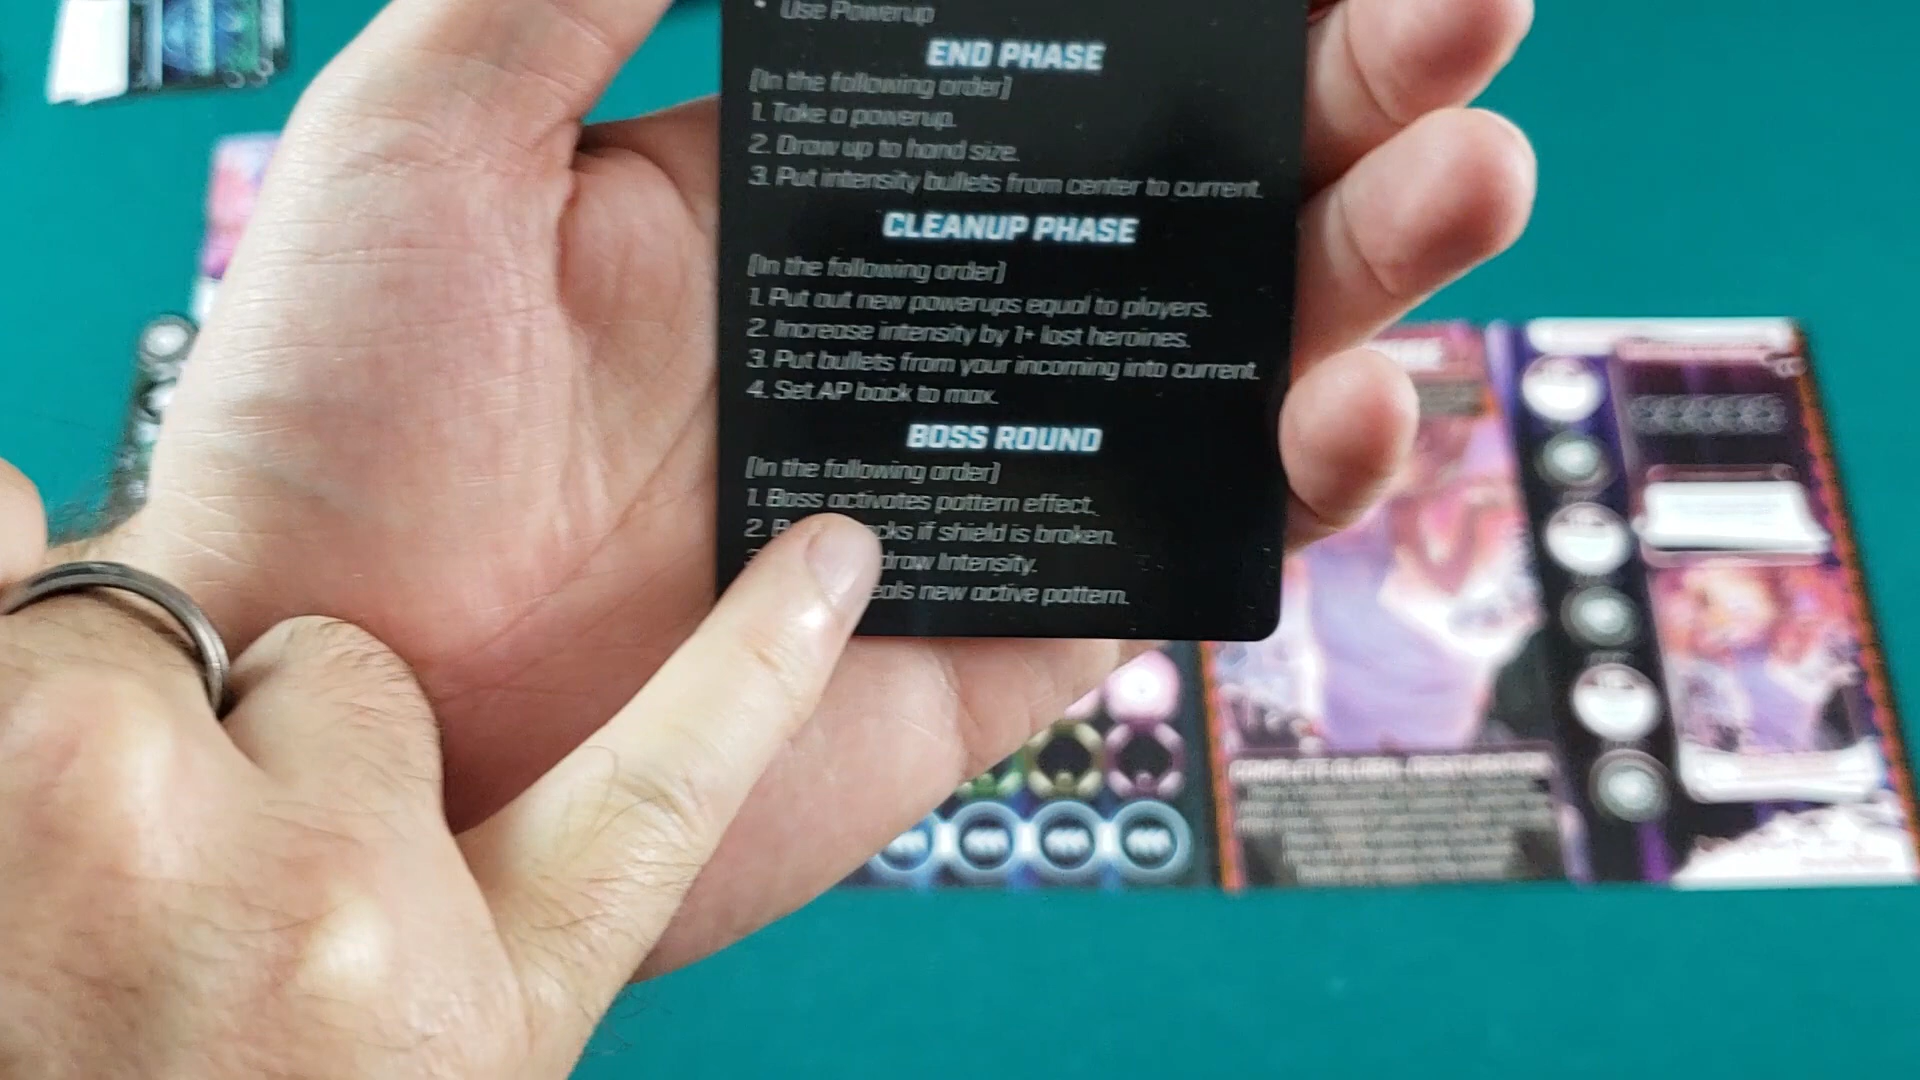 • Use Powerup
END PHASE
[In the following order]
1. Take a powerup.
2. Draw up to hand size.
3. Put intensity bullets from center to current.
CLEANUP PHASE
[In the following order]
1. Put out new powerups equal to players.
2. Increase intensity by 1+ lost heroines.
3. Put bullets from your incoming into current.
4. Set AP back to max.
BOSS ROUND
[In the following order]
1. Boss activates pattern effect.
2. if shield is broken.
draw Intensity.
new active pattern.